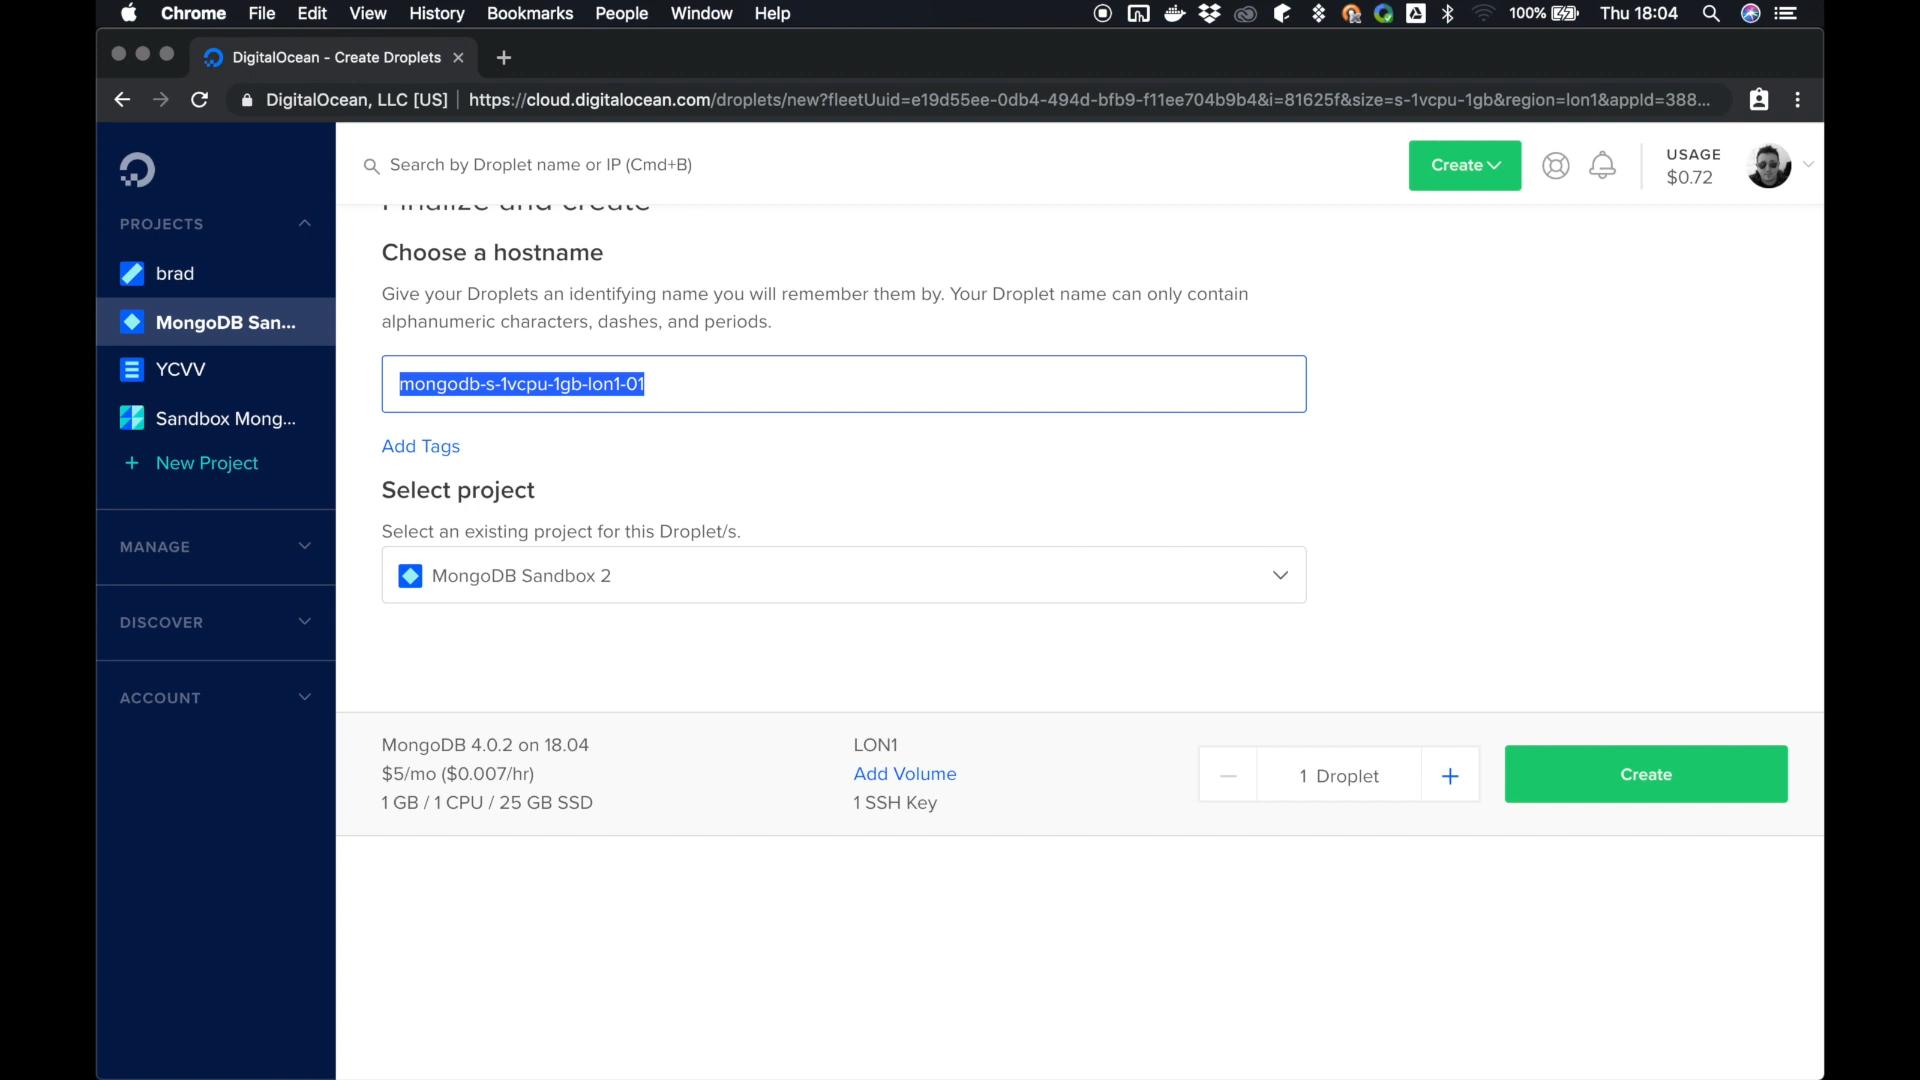 Chrome File Edit View History Bookmarks People Window Help 100% Thu 18:04
DigitalOcean - Create Droplets
DigitalOcean, LLC [US] | https://cloud.digitalocean.com/droplets/new?fleetUuid=e19d55ee-0db4-494d-bfb9-f11ee704b9b4&i=81625f&size=s-1vcpu-1gb&region=lon1&appId=388...
Search by Droplet name or IP (Cmd+B)
Create
USAGE
$0.72
PROJECTS
brad
MongoDB San...
YCVV
Sandbox Mong...
+ New Project
MANAGE
DISCOVER
ACCOUNT
Finalize and create
Choose a hostname
Give your Droplets an identifying name you will remember them by. Your Droplet name can only contain
alphanumeric characters, dashes, and periods.
mongodb-s-1vcpu-1gb-lon1-01
Add Tags
Select project
Select an existing project for this Droplet/s.
MongoDB Sandbox 2
MongoDB 4.0.2 on 18.04
$5/mo ($0.007/hr)
1 GB / 1 CPU / 25 GB SSD
LON1
Add Volume
1 SSH Key
1 Droplet
Create